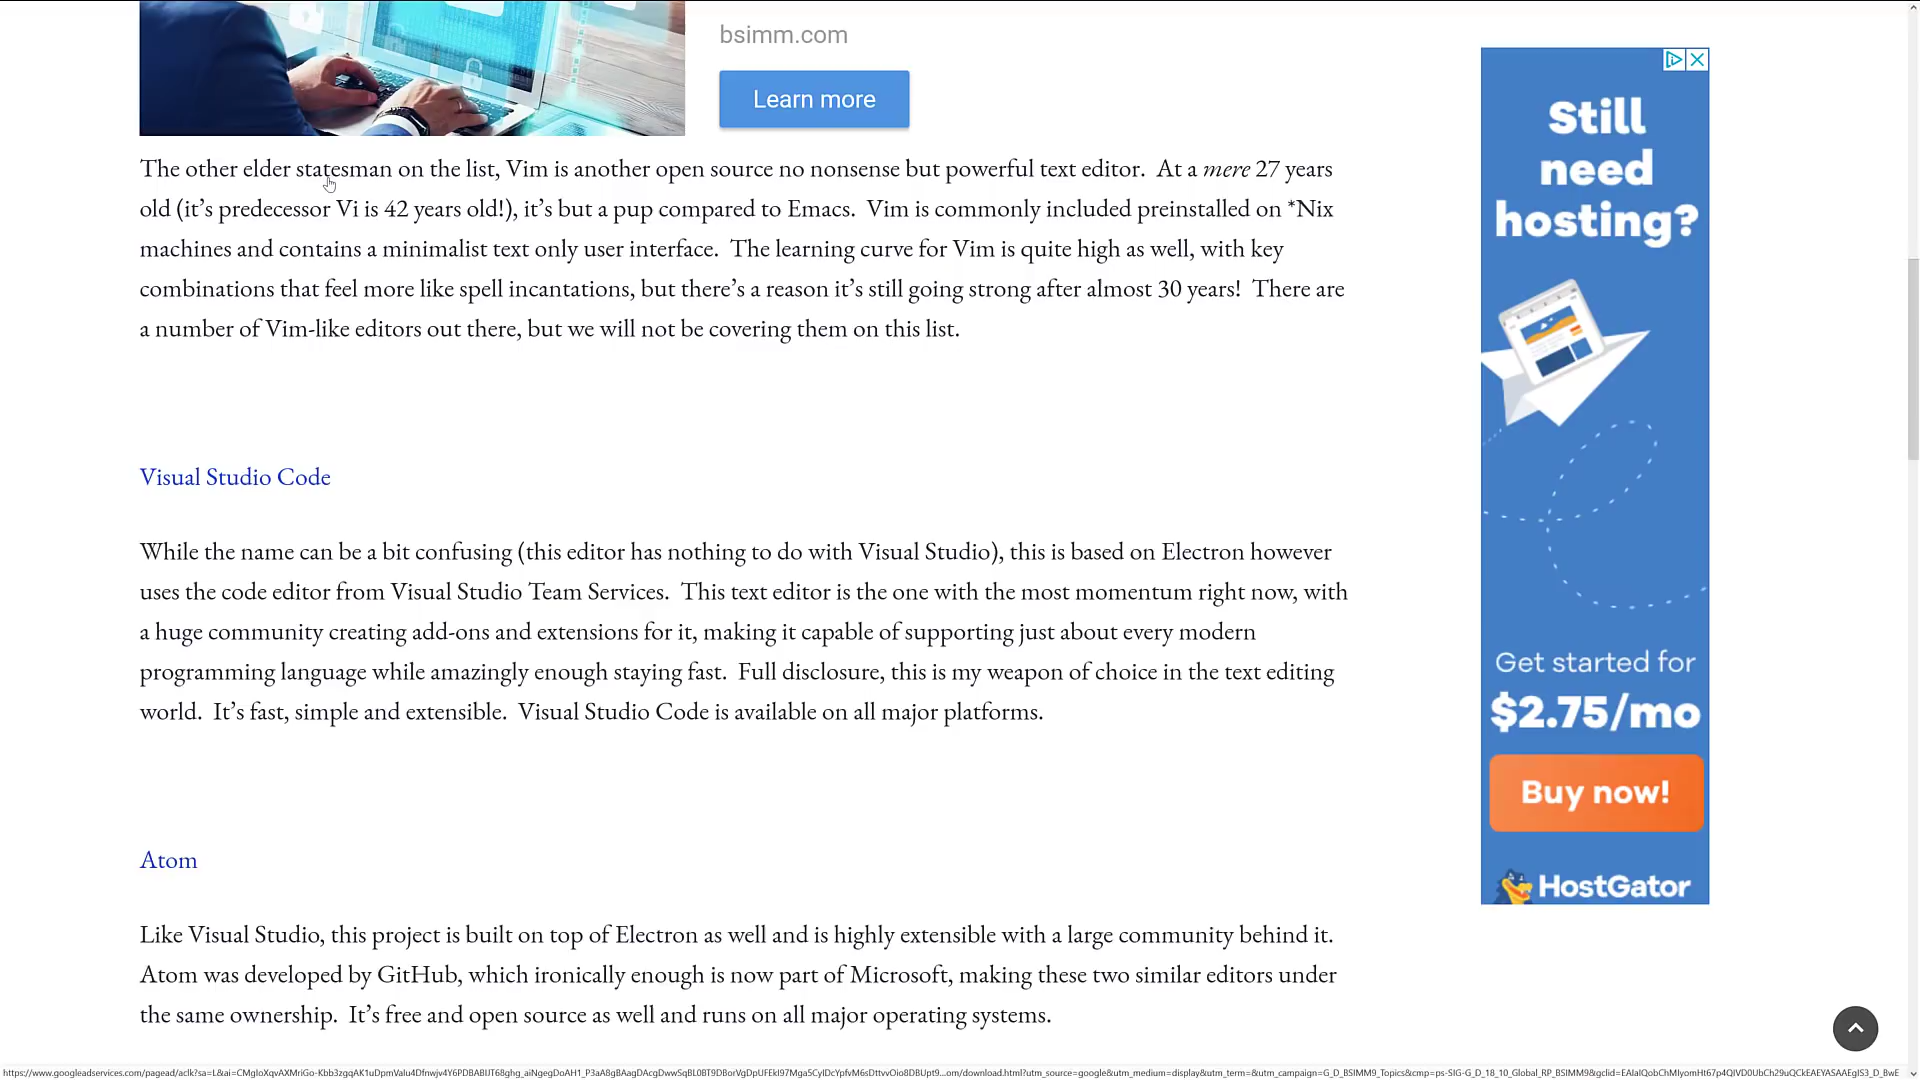 bsimm.com
Learn more
The other elder statesman on the list, Vim is another open source no nonsense but powerful text editor.  At a mere 27 years
old (it’s predecessor Vi is 42 years old!), it’s but a pup compared to Emacs.  Vim is commonly included preinstalled on *Nix
machines and contains a minimalist text only user interface.  The learning curve for Vim is quite high as well, with key
combinations that feel more like spell incantations, but there’s a reason it’s still going strong after almost 30 years!  There are
a number of Vim-like editors out there, but we will not be covering them on this list.
Visual Studio Code
While the name can be a bit confusing (this editor has nothing to do with Visual Studio), this is based on Electron however
uses the code editor from Visual Studio Team Services.  This text editor is the one with the most momentum right now, with
a huge community creating add-ons and extensions for it, making it capable of supporting just about every modern
programming language while amazingly enough staying fast.  Full disclosure, this is my weapon of choice in the text editing
world.  It’s fast, simple and extensible.  Visual Studio Code is available on all major platforms.
Atom
Like Visual Studio, this project is built on top of Electron as well and is highly extensible with a large community behind it.
Atom was developed by GitHub, which ironically enough is now part of Microsoft, making these two similar editors under
the same ownership.  It’s free and open source as well and runs on all major operating systems.
Still
need
hosting?
Get started for
$2.75/mo
Buy now!
HostGator